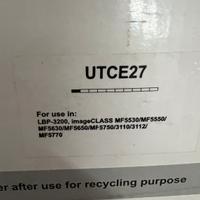 UTCE27
For use in:
LBP-3200, imageCLASS MF5530/MF5550/
MF5630/MF5650/MF5750/3110/3112/
MF5770
er after use for recycling purpose